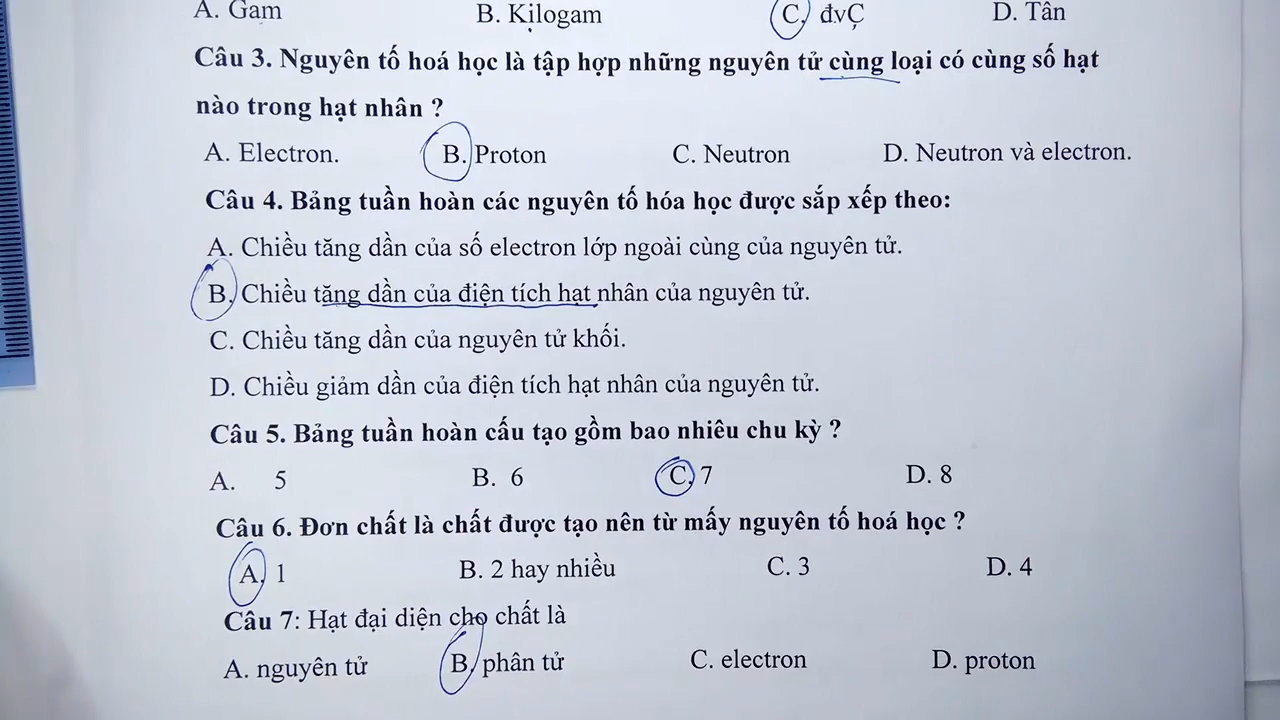 A. Gam B. Kilogam C. đvC D. Tân
Câu 3. Nguyên tố hoá học là tập hợp những nguyên tử cùng loại có cùng số hạt
nào trong hạt nhân ?
A. Electron. B. Proton C. Neutron D. Neutron và electron.
Câu 4. Bảng tuần hoàn các nguyên tố hóa học được sắp xếp theo:
A. Chiều tăng dần của số electron lớp ngoài cùng của nguyên tử.
B. Chiều tăng dần của điện tích hạt nhân của nguyên tử.
C. Chiều tăng dần của nguyên tử khối.
D. Chiều giảm dần của điện tích hạt nhân của nguyên tử.
Câu 5. Bảng tuần hoàn cấu tạo gồm bao nhiêu chu kỳ ?
A. 5 B. 6 C. 7 D. 8
Câu 6. Đơn chất là chất được tạo nên từ mấy nguyên tố hoá học ?
A. 1 B. 2 hay nhiều C. 3 D. 4
Câu 7: Hạt đại diện cho chất là
A. nguyên tử B. phân tử C. electron D. proton